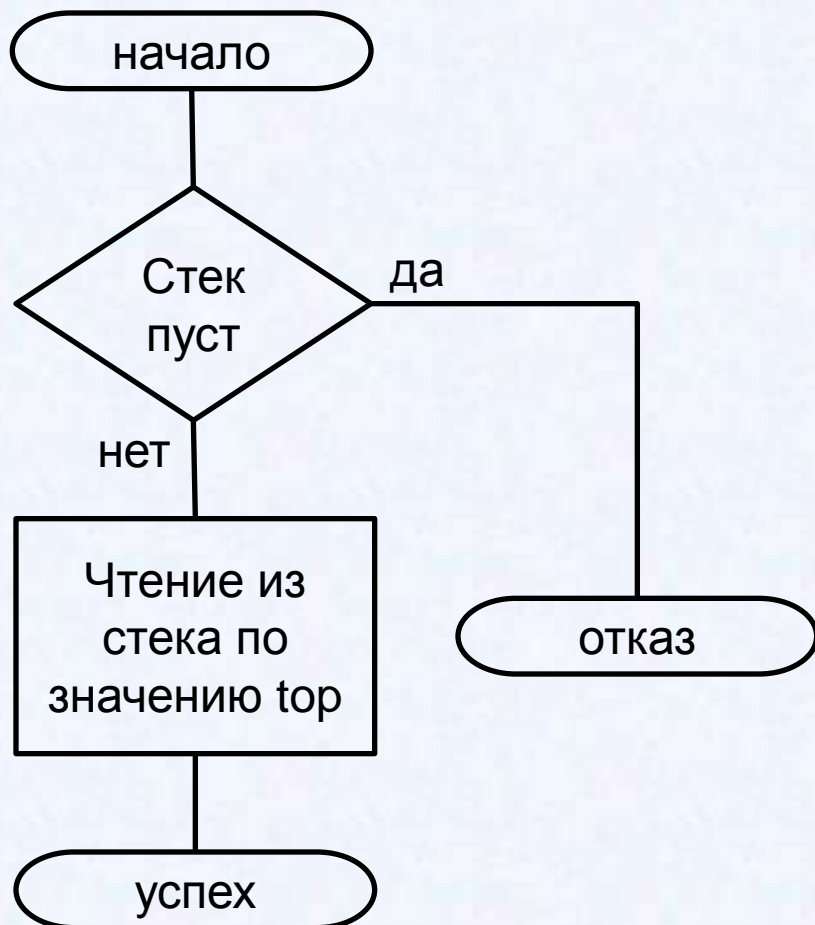 начало
Стек
пуст
да
нет
Чтение из
стека по
значению top
отказ
успех